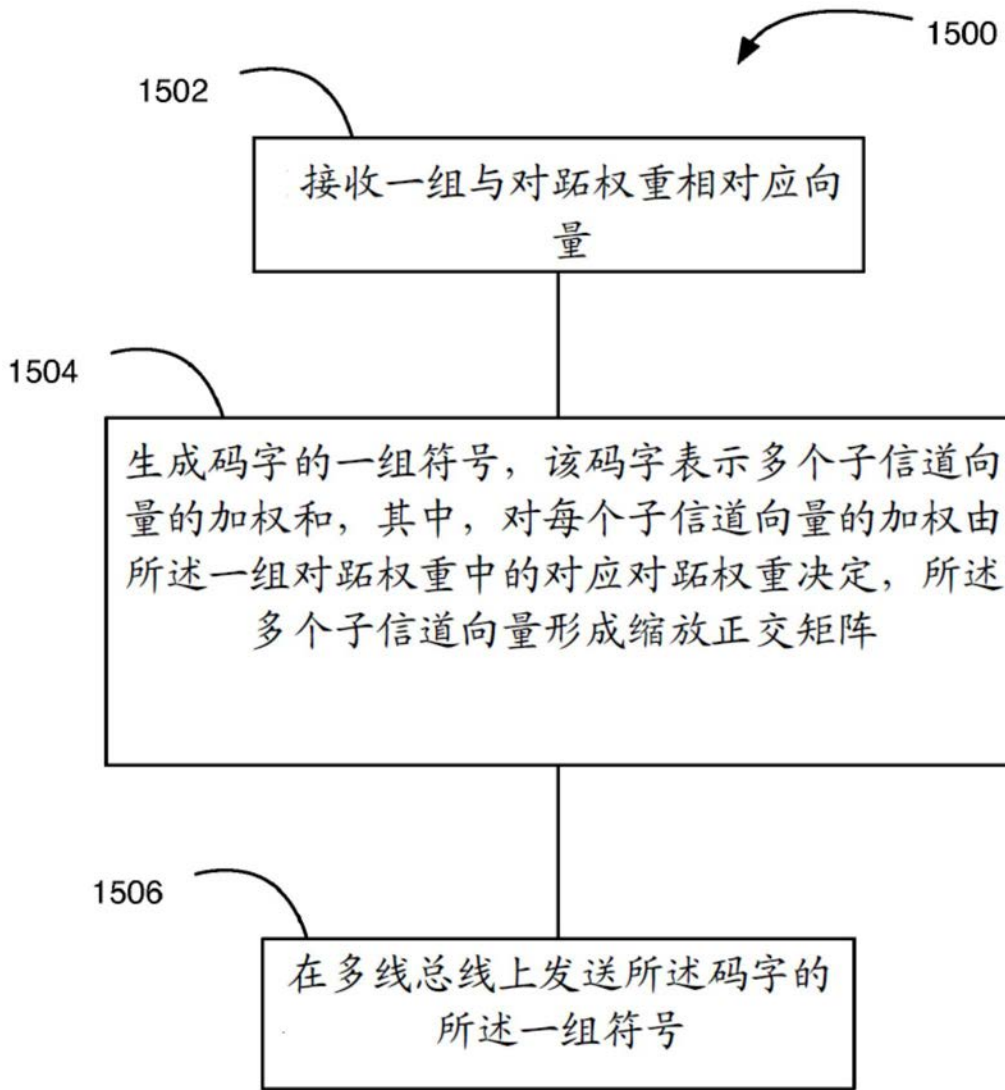 1500
1502
接收一组与对跖权重相对应向
量
1504
生成码字的一组符号，该码字表示多个子信道向
量的加权和，其中，对每个子信道向量的加权由
所述一组对跖权重中的对应对跖权重决定，所述
多个子信道向量形成缩放正交矩阵
1506
在多线总线上发送所述码字的
所述一组符号